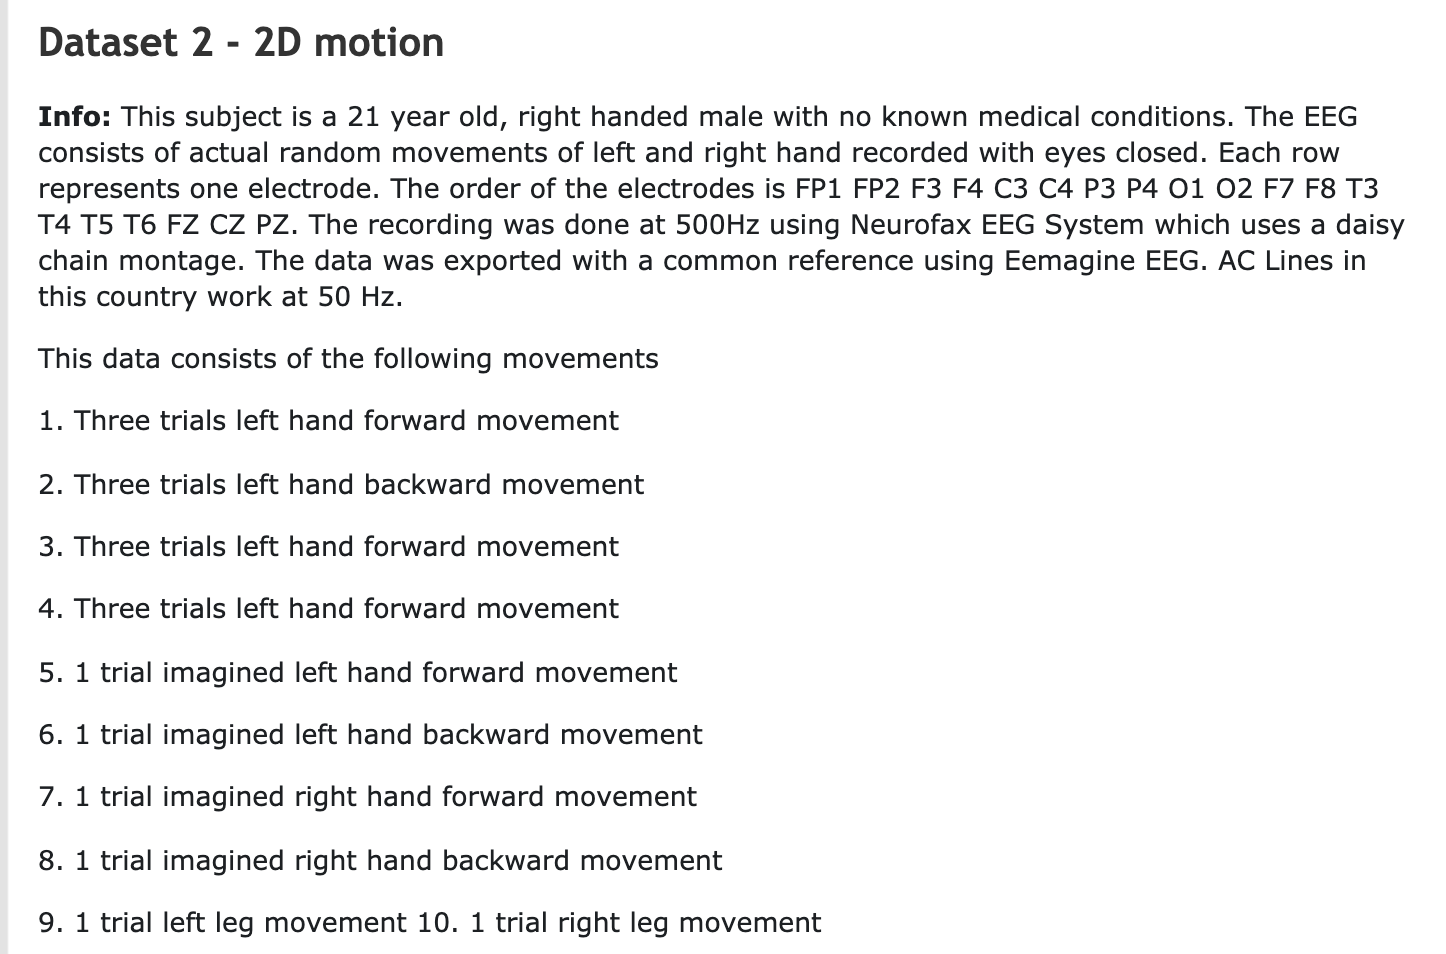 Dataset 2 - 2D motion
Info: This subject is a 21 year old, right handed male with no known medical conditions. The EEG
consists of actual random movements of left and right hand recorded with eyes closed. Each row
represents one electrode. The order of the electrodes is FP1 FP2 F3 F4 C3 C4 P3 P4 O1 O2 F7 F8 T3
T4 T5 T6 FZ CZ PZ. The recording was done at 500Hz using Neurofax EEG System which uses a daisy
chain montage. The data was exported with a common reference using Eemagine EEG. AC Lines in
this country work at 50 Hz.
This data consists of the following movements
1. Three trials left hand forward movement
2. Three trials left hand backward movement
3. Three trials left hand forward movement
4. Three trials left hand forward movement
5. 1 trial imagined left hand forward movement
6. 1 trial imagined left hand backward movement
7. 1 trial imagined right hand forward movement
8. 1 trial imagined right hand backward movement
9. 1 trial left leg movement 10. 1 trial right leg movement